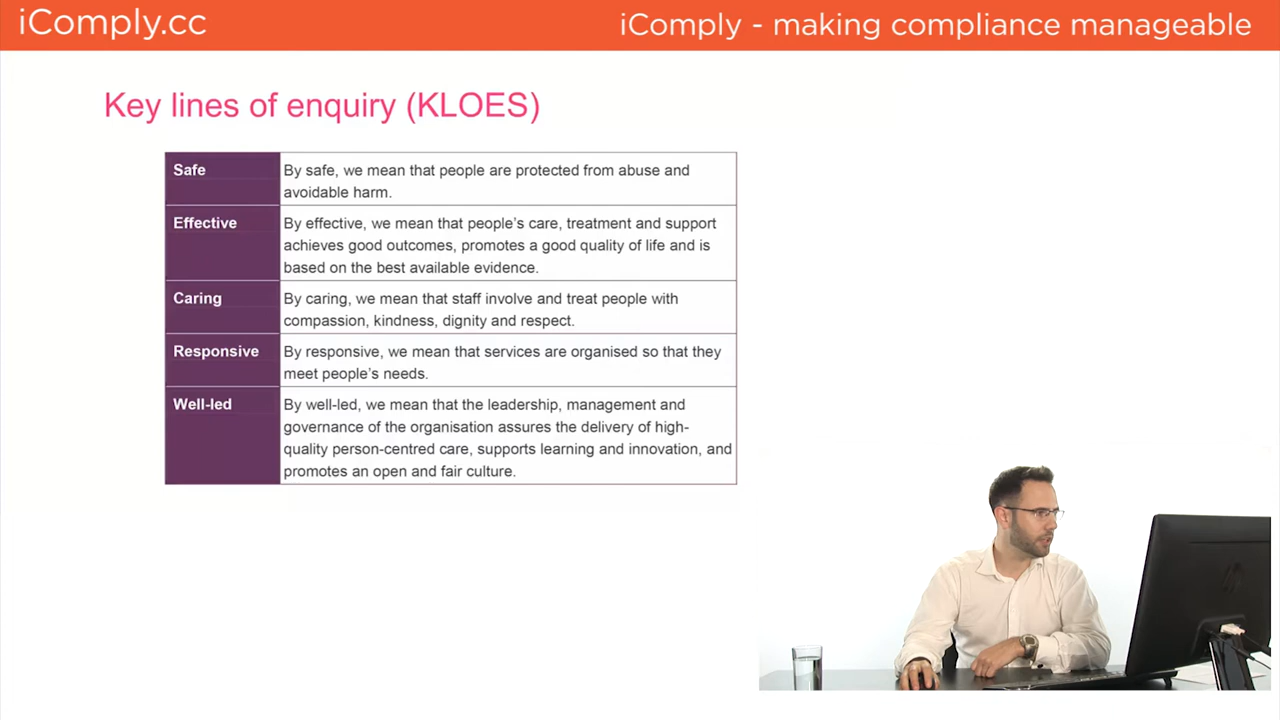 iComply.cc
iComply - making compliance manageable
Key lines of enquiry (KLOES)
Safe
By safe, we mean that people are protected from abuse and
avoidable harm.
Effective
By effective, we mean that people's care, treatment and support
achieves good outcomes, promotes a good quality of life and is
based on the best available evidence.
Caring
By caring, we mean that staff involve and treat people with
compassion, kindness, dignity and respect.
Responsive
By responsive, we mean that services are organised so that they
meet people's needs.
Well-led
By well-led, we mean that the leadership, management and
governance of the organisation assures the delivery of high-
quality person-centred care, supports learning and innovation, and
promotes an open and fair culture.